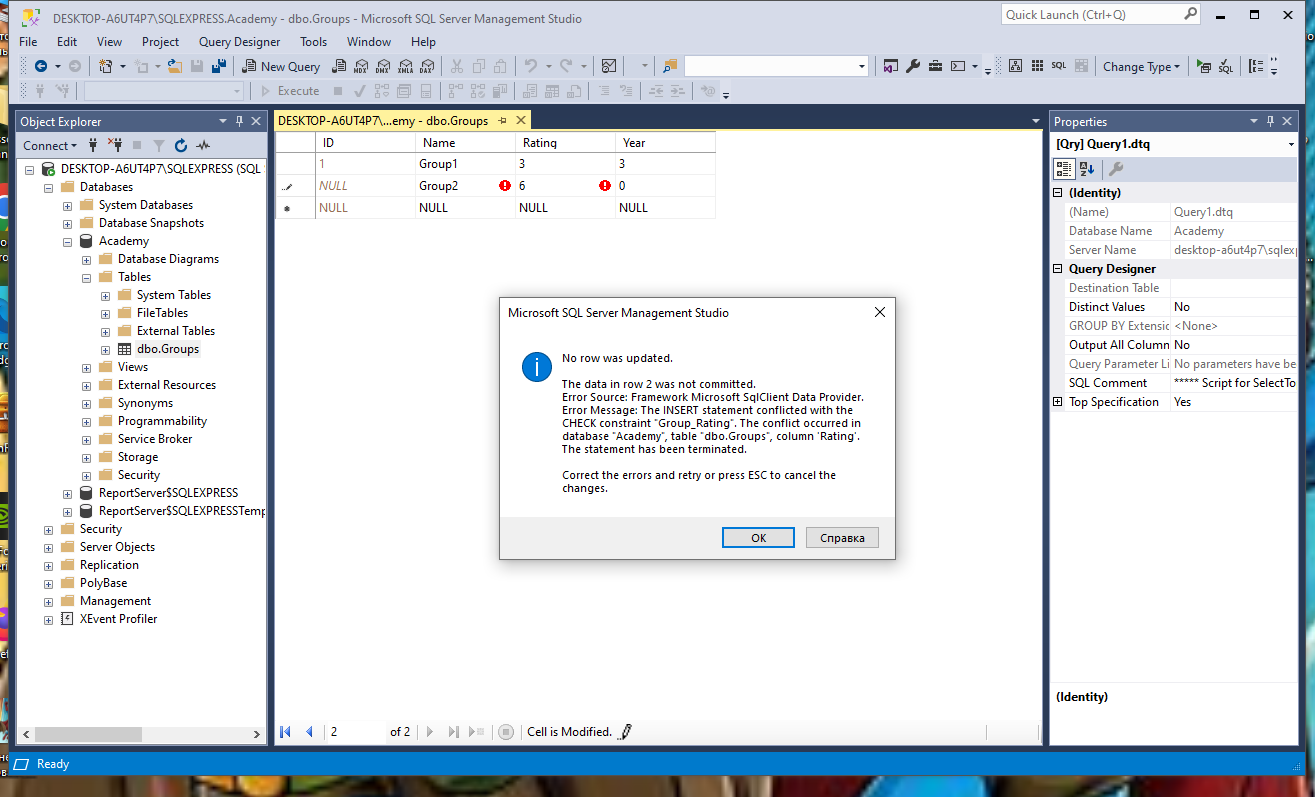 DESKTOP-A6UT4P7\SQLEXPRESS.Academy - dbo.Groups - Microsoft SQL Server Management Studio
Quick Launch (Ctrl+Q)
File Edit View Project Query Designer Tools Window Help
New Query MDX DMX XMLA DAX SQL Change Type SQL
Execute
Object Explorer
Connect
DESKTOP-A6UT4P7\SQLEXPRESS (SQL S
Databases
System Databases
Database Snapshots
Academy
Database Diagrams
Tables
System Tables
FileTables
External Tables
dbo.Groups
Views
External Resources
Synonyms
Programmability
Service Broker
Storage
Security
ReportServer$SQLEXPRESS
ReportServer$SQLEXPRESSTemp
Security
Server Objects
Replication
PolyBase
Management
XEvent Profiler
DESKTOP-A6UT4P7\...emy - dbo.Groups
ID Name Rating Year
1 Group1 3 3
NULL Group2 6 0
NULL NULL NULL NULL
Microsoft SQL Server Management Studio
No row was updated.
The data in row 2 was not committed.
Error Source: Framework Microsoft SqlClient Data Provider.
Error Message: The INSERT statement conflicted with the
CHECK constraint "Group_Rating". The conflict occurred in
database "Academy", table "dbo.Groups", column 'Rating'.
The statement has been terminated.
Correct the errors and retry or press ESC to cancel the
changes.
OK Справка
2 of 2 Cell is Modified.
Properties
[Qry] Query1.dtq
(Identity)
(Name) Query1.dtq
Database Name Academy
Server Name desktop-a6ut4p7\sqlexp
Query Designer
Destination Table
Distinct Values No
GROUP BY Extensio <None>
Output All Column No
Query Parameter Li No parameters have be
SQL Comment ***** Script for SelectTo
Top Specification Yes
(Identity)
Ready